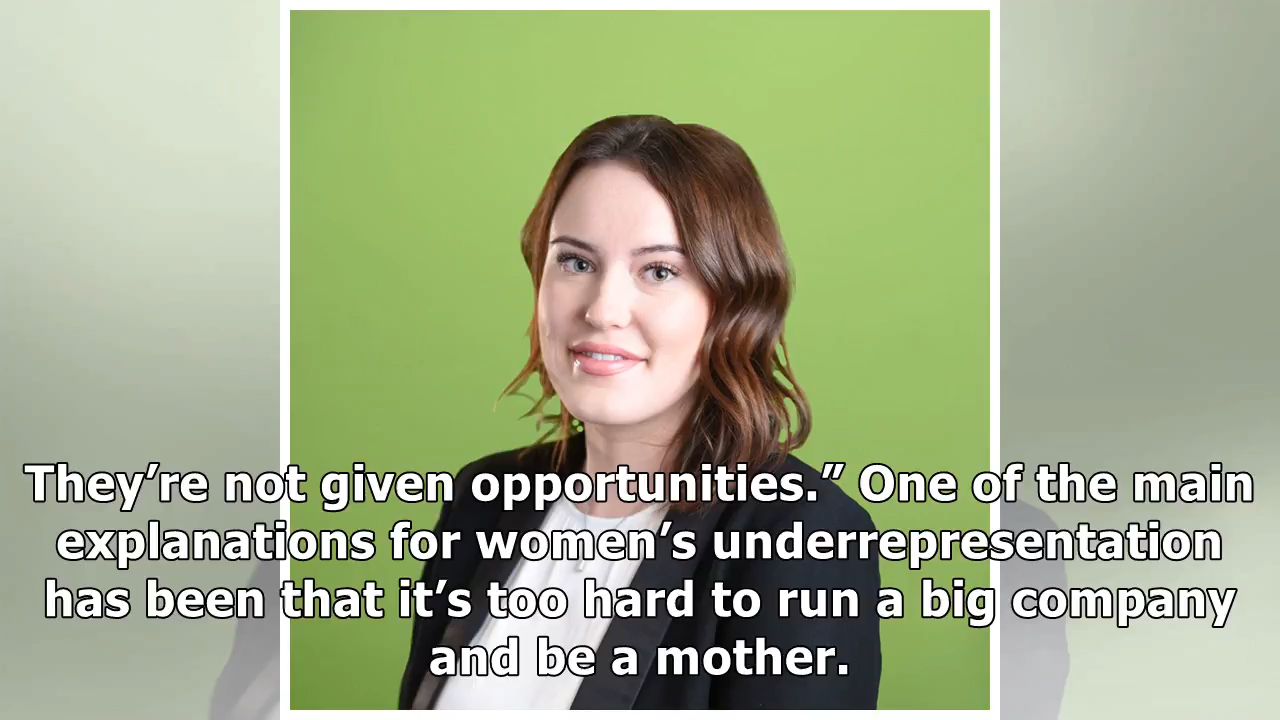 They’re not given opportunities.” One of the main
explanations for women’s underrepresentation
has been that it’s too hard to run a big company
and be a mother.